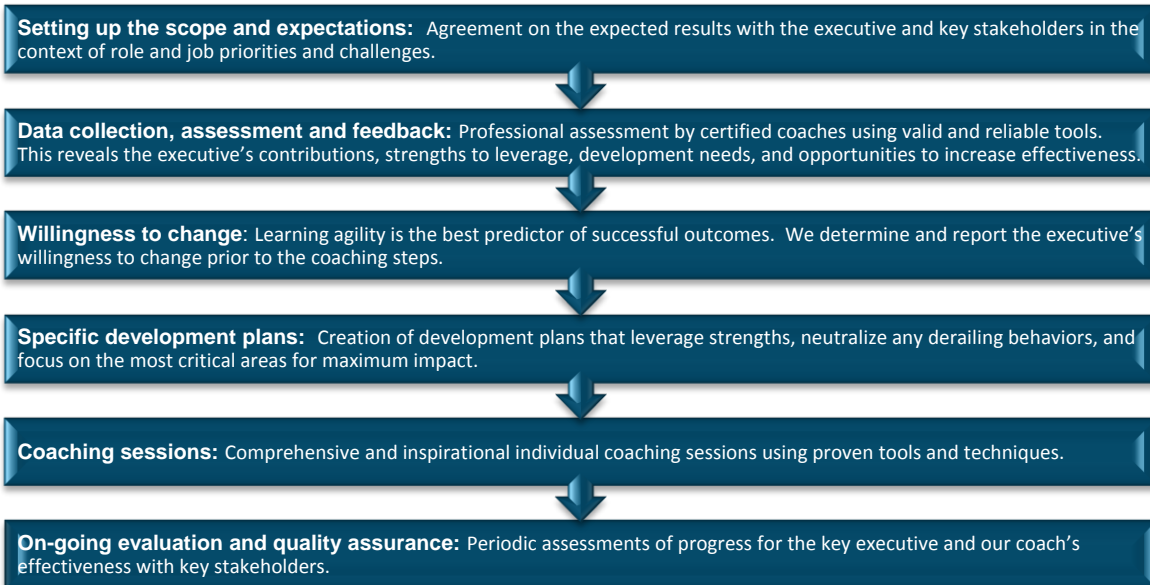 Setting up the scope and expectations: Agreement on the expected results with the executive and key stakeholders in the
context of role and job priorities and challenges.
Data collection, assessment and feedback: Professional assessment by certified coaches using valid and reliable tools.
This reveals the executive's contributions, strengths to leverage, development needs, and opportunities to increase effectiveness.
Willingness to change: Learning agility is the best predictor of successful outcomes. We determine and report the executive's
willingness to change prior to the coaching steps.
Specific development plans: Creation of development plans that leverage strengths, neutralize any derailing behaviors, and
focus on the most critical areas for maximum impact.
Coaching sessions: Comprehensive and inspirational individual coaching sessions using proven tools and techniques.
On-going evaluation and quality assurance: Periodic assessments of progress for the key executive and our coach's
effectiveness with key stakeholders.